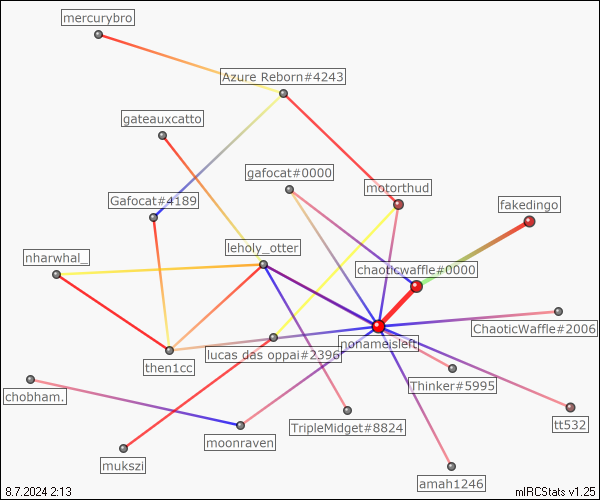 mercurybro
Azure Reborn#4243
gateauxcatto
gafocat#0000
motorthud
Gafocat#4189
fakedingo
leholy_otter
nharwhal_
chaoticwaffle#0000
ChaoticWaffle#2006
nonameisleft
lucas das oppai#2396
then1cc
Thinker#5995
chobham.
TripleMidget#8824
tt532
moonraven
mukszi
amah1246
8.7.2024 2:13
mIRCStats v1.25